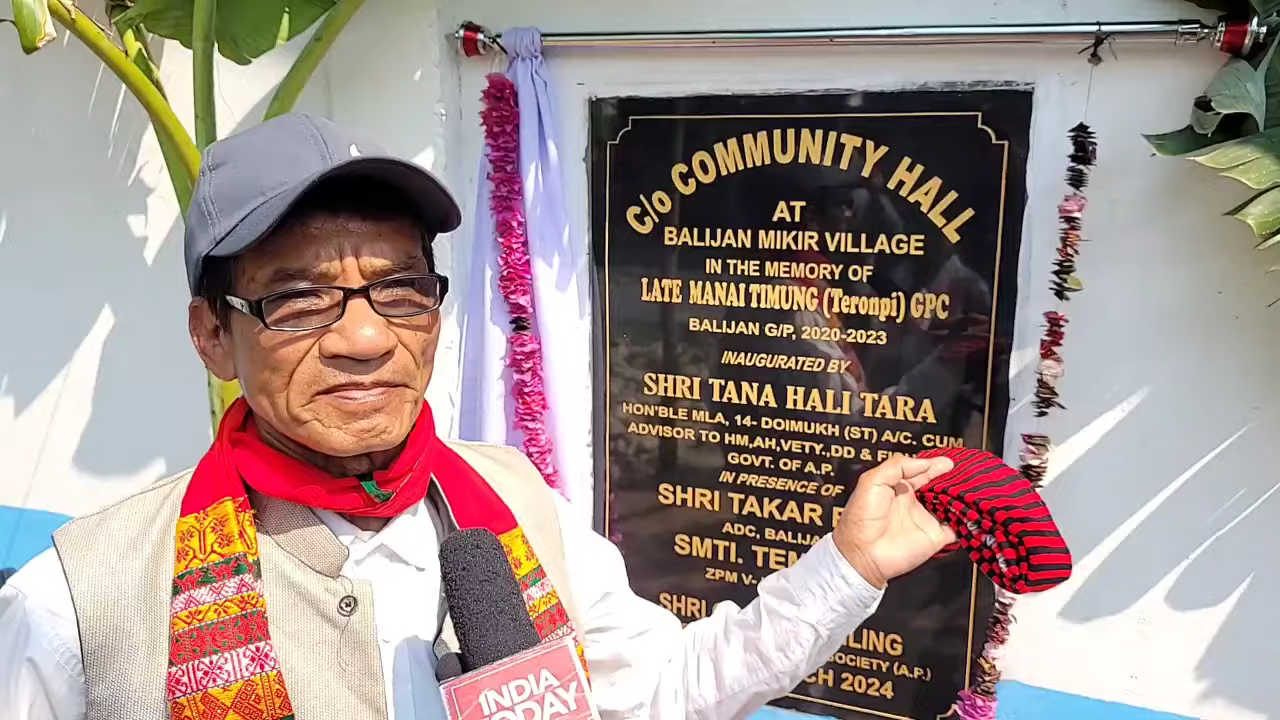 C/o COMMUNITY HALL
AT
BALIJAN MIKIR VILLAGE
IN THE MEMORY OF
LATE MANAI TIMUNG (Teronpi) GPC
BALIJAN G/P, 2020-2023
INAUGURATED BY
SHRI TANA HALI TARA
HON'BLE MLA, 14- DOIMUKH (ST) A/C. CUM
ADVISOR TO HM,AH,VETY.,DD &
GOVT. OF A.P.
IN PRESENCE OF
SHRI TAKAR
ADC,
SMTI.
ZPM V-
SHRI
SOCIETY (A.P.)
2024
INDIA
TODAY